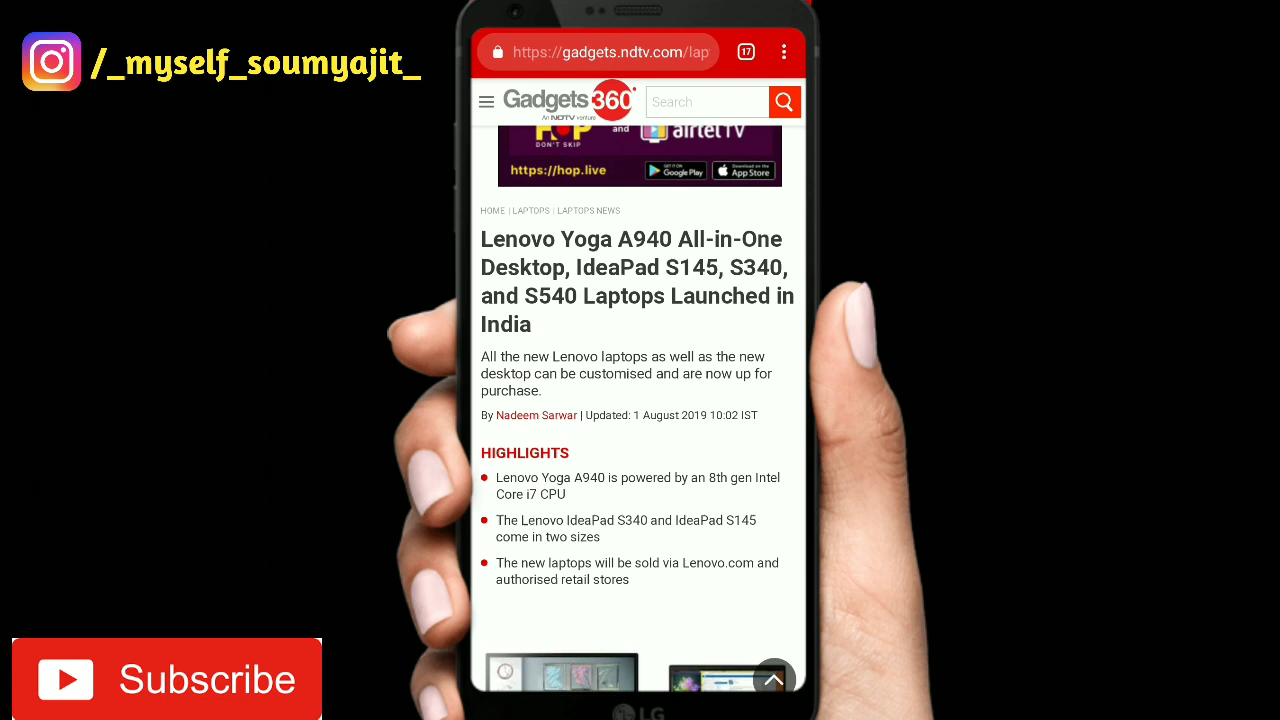 /_myself_soumyajit_
https://gadgets.ndtv.com/lap
17
Gadgets 360
An NDTV venture
Search
HOP
and
airtel TV
DON'T SKIP
https://hop.live
GET IT ON
Google Play
Download on the
App Store
HOME | LAPTOPS | LAPTOPS NEWS
Lenovo Yoga A940 All-in-One
Desktop, IdeaPad S145, S340,
and S540 Laptops Launched in
India
All the new Lenovo laptops as well as the new
desktop can be customised and are now up for
purchase.
By Nadeem Sarwar | Updated: 1 August 2019 10:02 IST
HIGHLIGHTS
Lenovo Yoga A940 is powered by an 8th gen Intel
Core i7 CPU
The Lenovo IdeaPad S340 and IdeaPad S145
come in two sizes
The new laptops will be sold via Lenovo.com and
authorised retail stores
Subscribe
LG